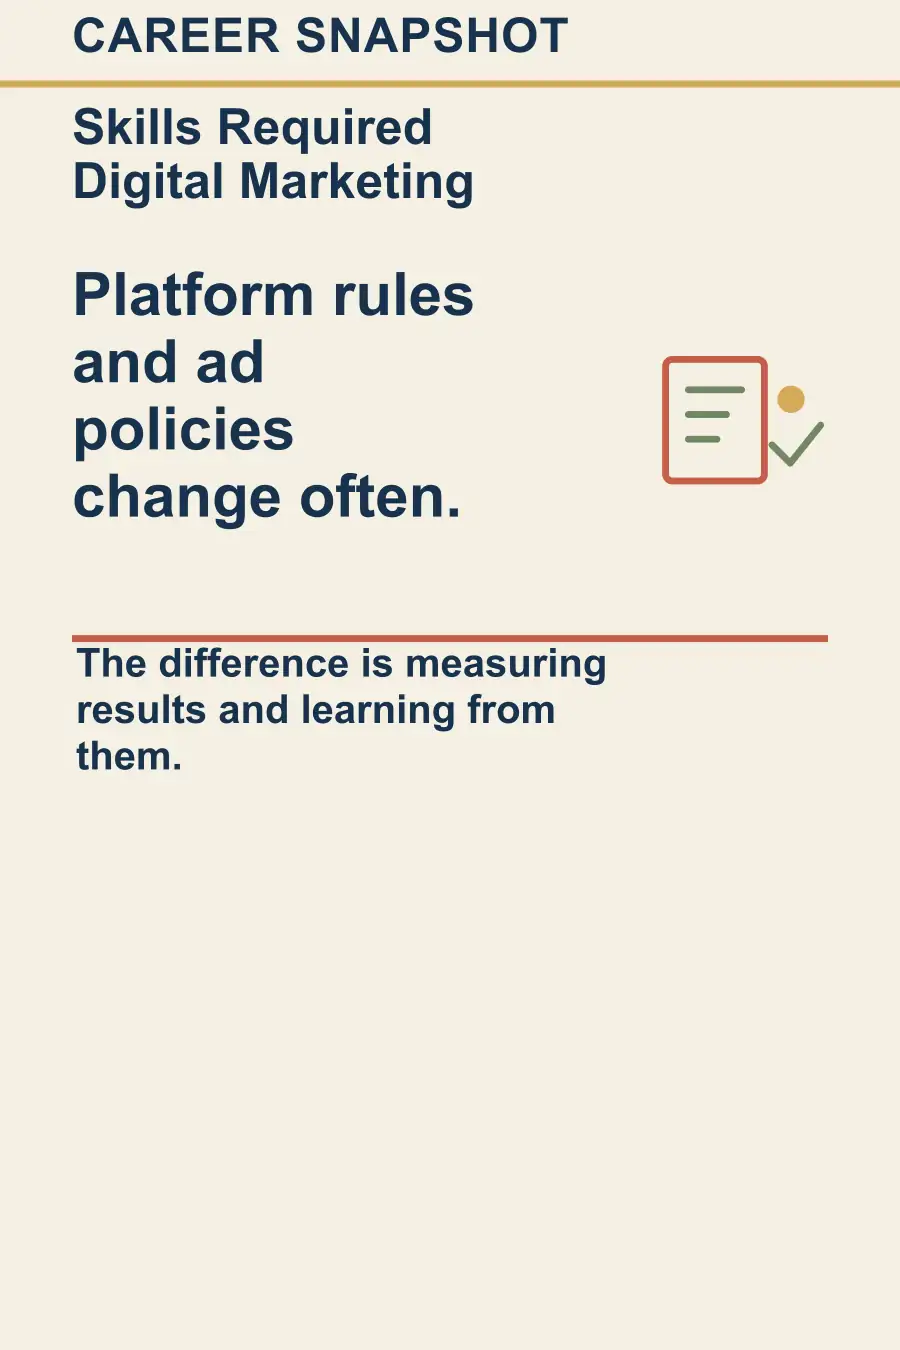 CAREER SNAPSHOT
Skills Required
Digital Marketing
Platform rules
and ad
policies
change often.
The difference is measuring
results and learning from
them.